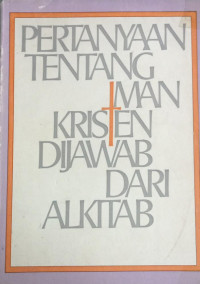 PERTANYAAN
TENTANG
IMAN
KRISTEN
DIJAWAB
DARI
ALKITAB